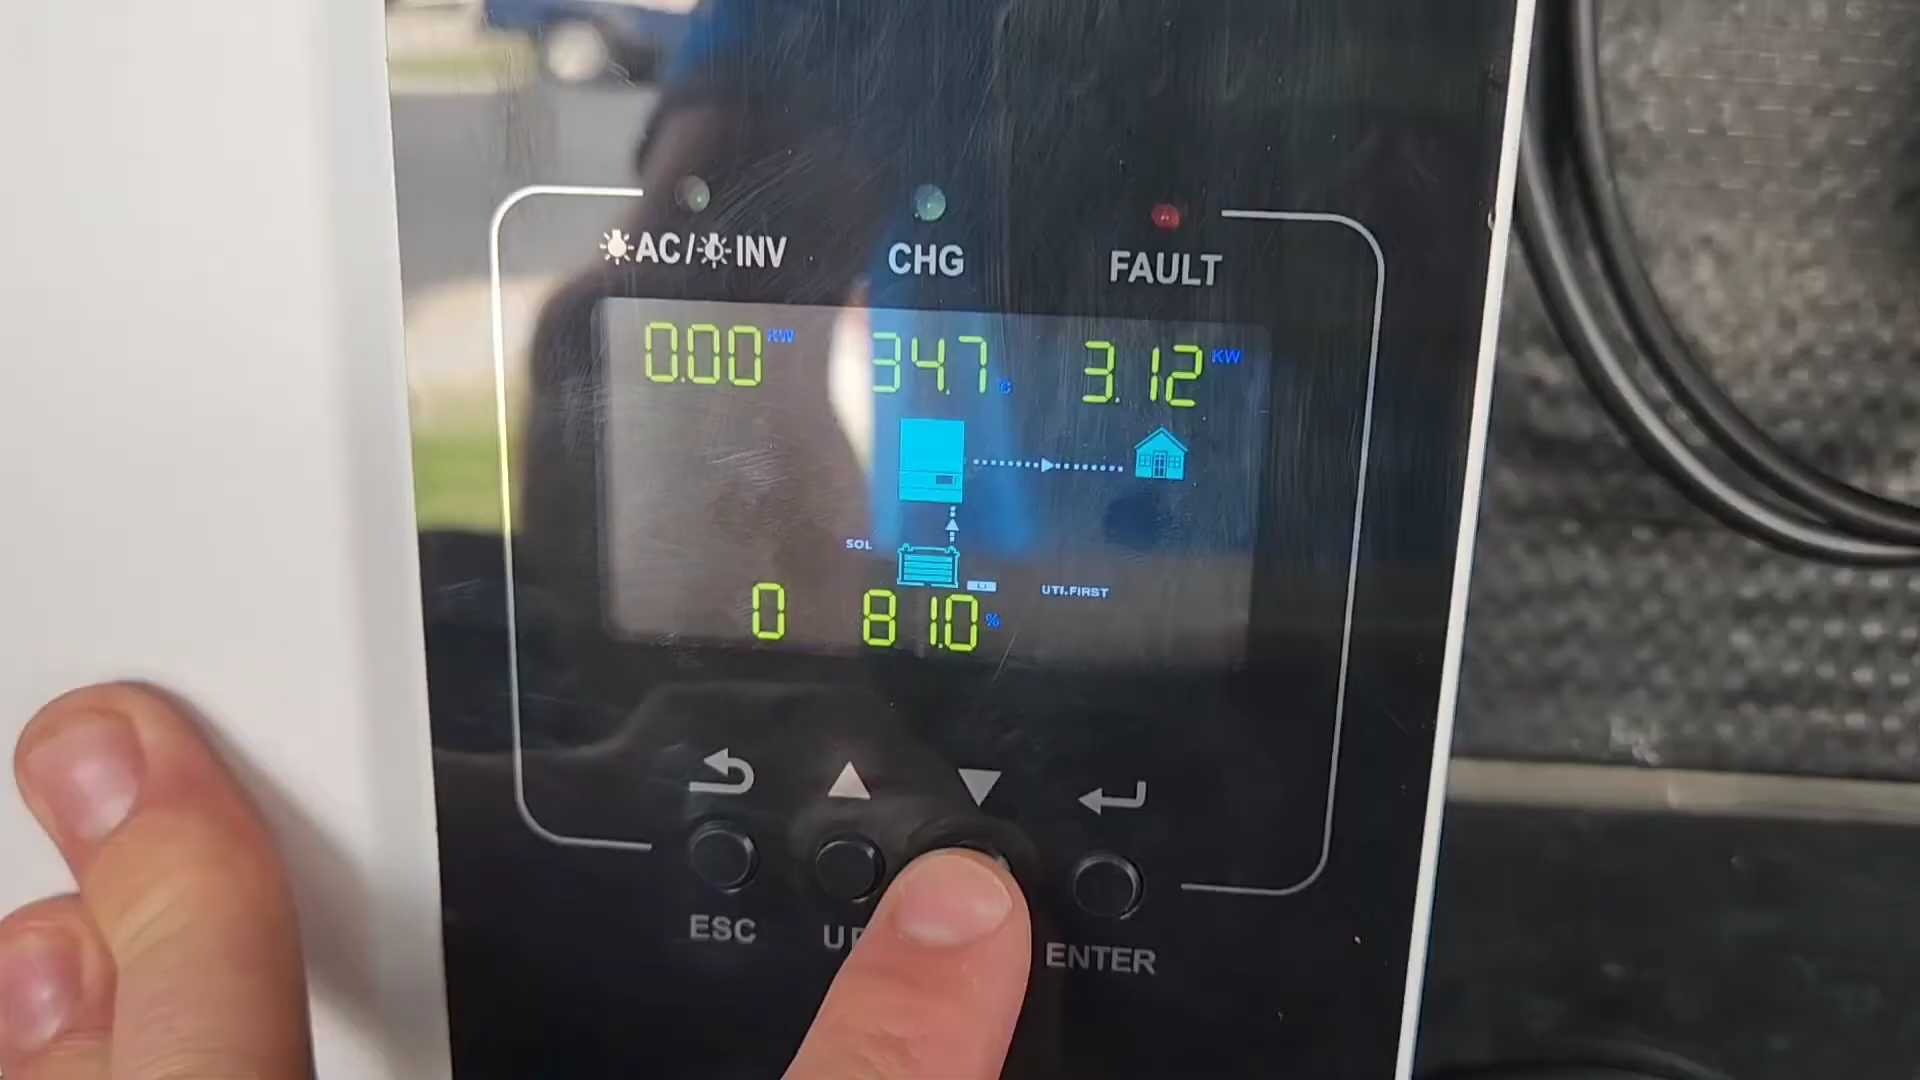 AC/INV CHG FAULT
0.00 KW 34.7 °C 3.12 KW
SOL
UTI.FIRST
0 81.0 %
ESC ENTER